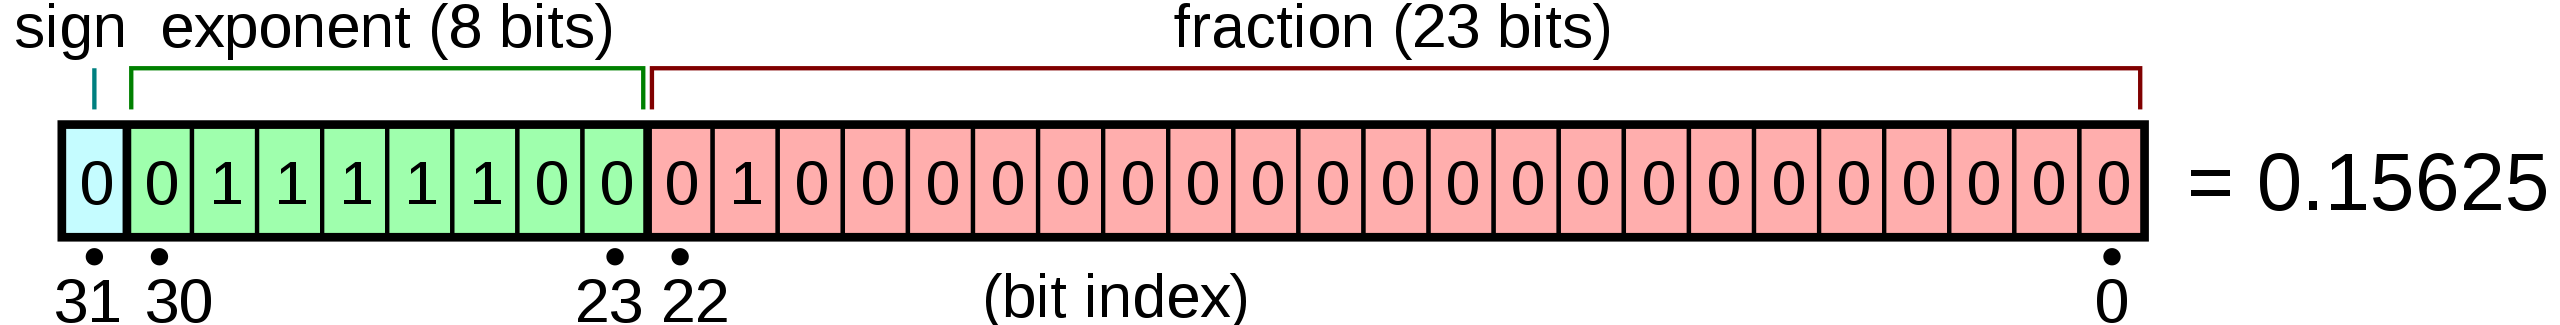 sign exponent (8 bits) fraction (23 bits)
0 0 1 1 1 1 1 0 0 0 1 0 0 0 0 0 0 0 0 0 0 0 0 0 0 0 0 0 0 0 0 0 = 0.15625
31 30 23 22 (bit index) 0